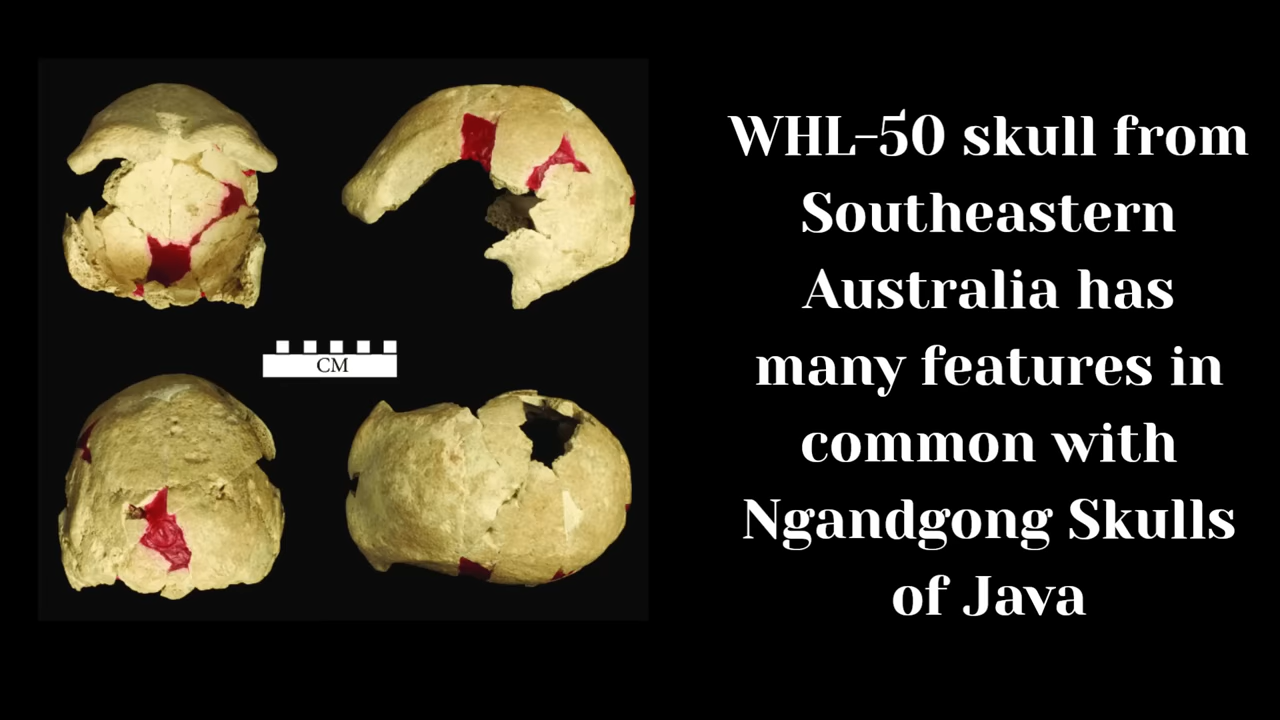 CM
WHL-50 skull from
Southeastern
Australia has
many features in
common with
Ngandgong Skulls
of Java